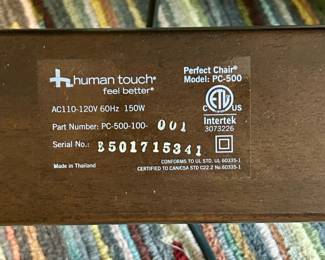 human touch®
feel better®
Perfect Chair®
Model: PC-500
AC110-120V 60Hz 150W
Part Number: PC-500-100- 001
Serial No.: B501715341
ETL
C US
Intertek
3073226
Made in Thailand
CONFORMS TO UL STD. UL 60335-1
CERTIFIED TO CAN/CSA STD C22.2 No.60335-1